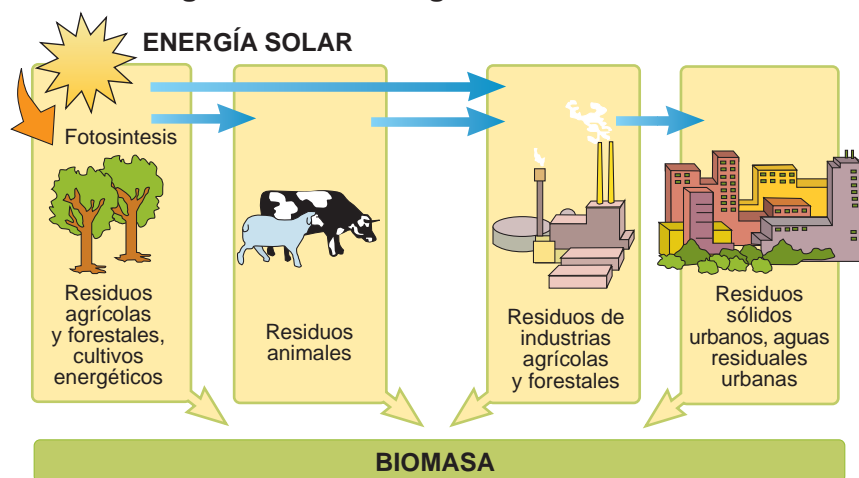 ENERGÍA SOLAR
Fotosintesis
Residuos
agrícolas
y forestales,
cultivos
energéticos
Residuos
animales
Residuos de
industrias
agrícolas
y forestales
Residuos
sólidos
urbanos, aguas
residuales
urbanas
BIOMASA